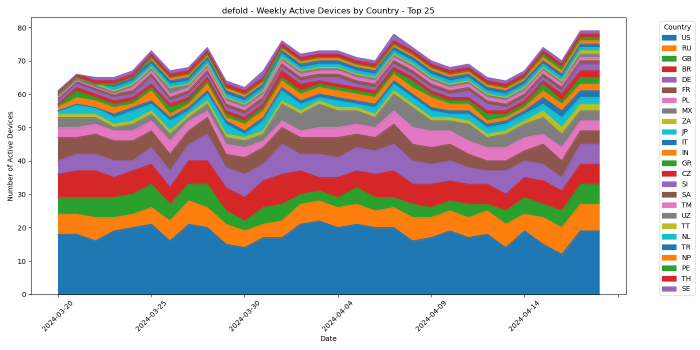 defold - Weekly Active Devices by Country - Top 25
Number of Active Devices
80
70
60
50
40
30
20
10
0
2024-03-20
2024-03-25
2024-03-30
2024-04-04
2024-04-09
2024-04-14
Date
Country
US
RU
GB
BR
DE
FR
PL
MX
ZA
JP
IT
IN
GR
CZ
SI
SA
TM
UZ
TT
NL
TR
NP
PE
TH
SE